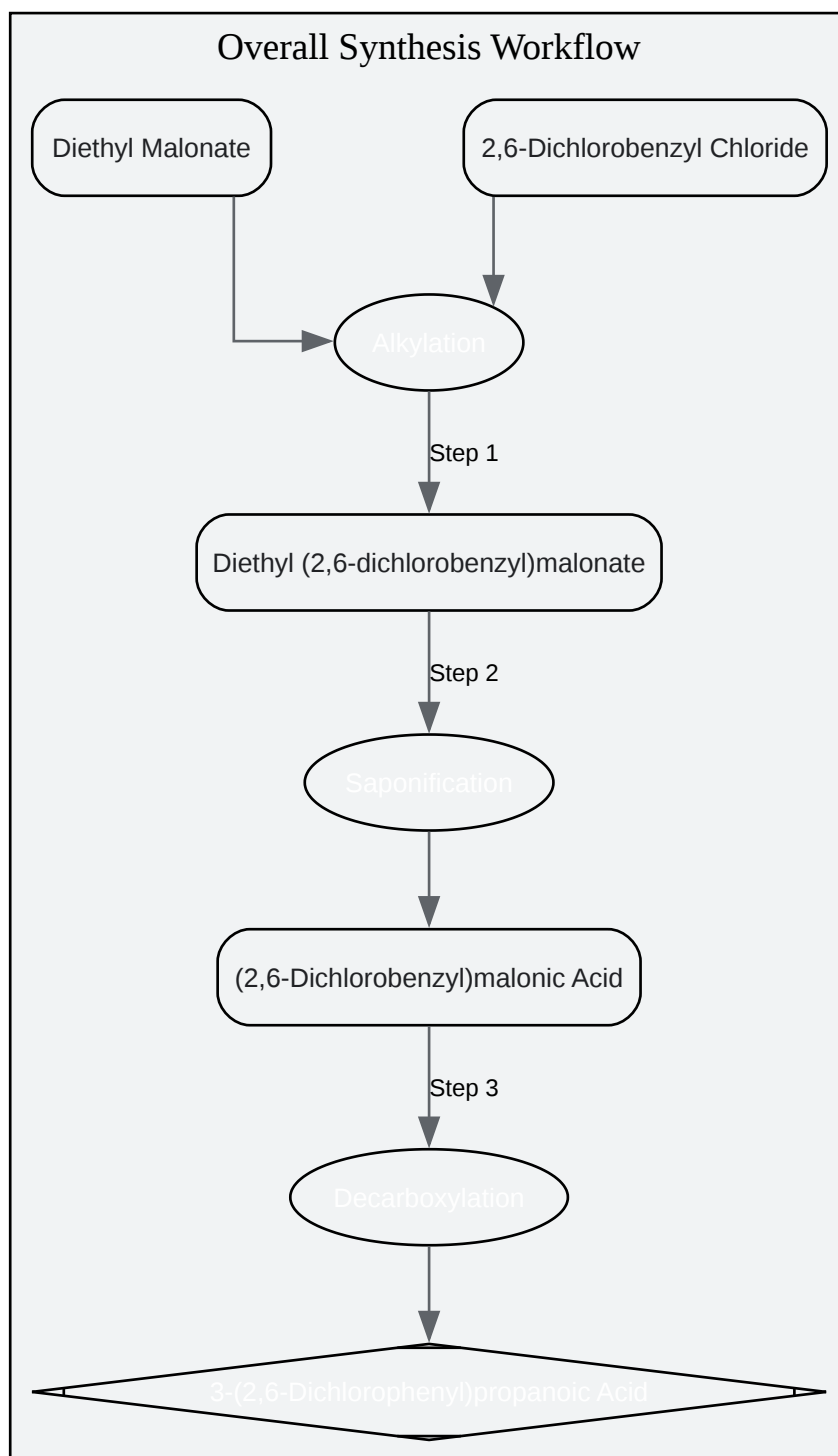 Overall Synthesis Workflow
Diethyl Malonate
2,6-Dichlorobenzyl Chloride
Alkylation
Step 1
Diethyl (2,6-dichlorobenzyl)malonate
Step 2
Saponification
(2,6-Dichlorobenzyl)malonic Acid
Step 3
Decarboxylation
3-(2,6-Dichlorophenyl)propanoic Acid